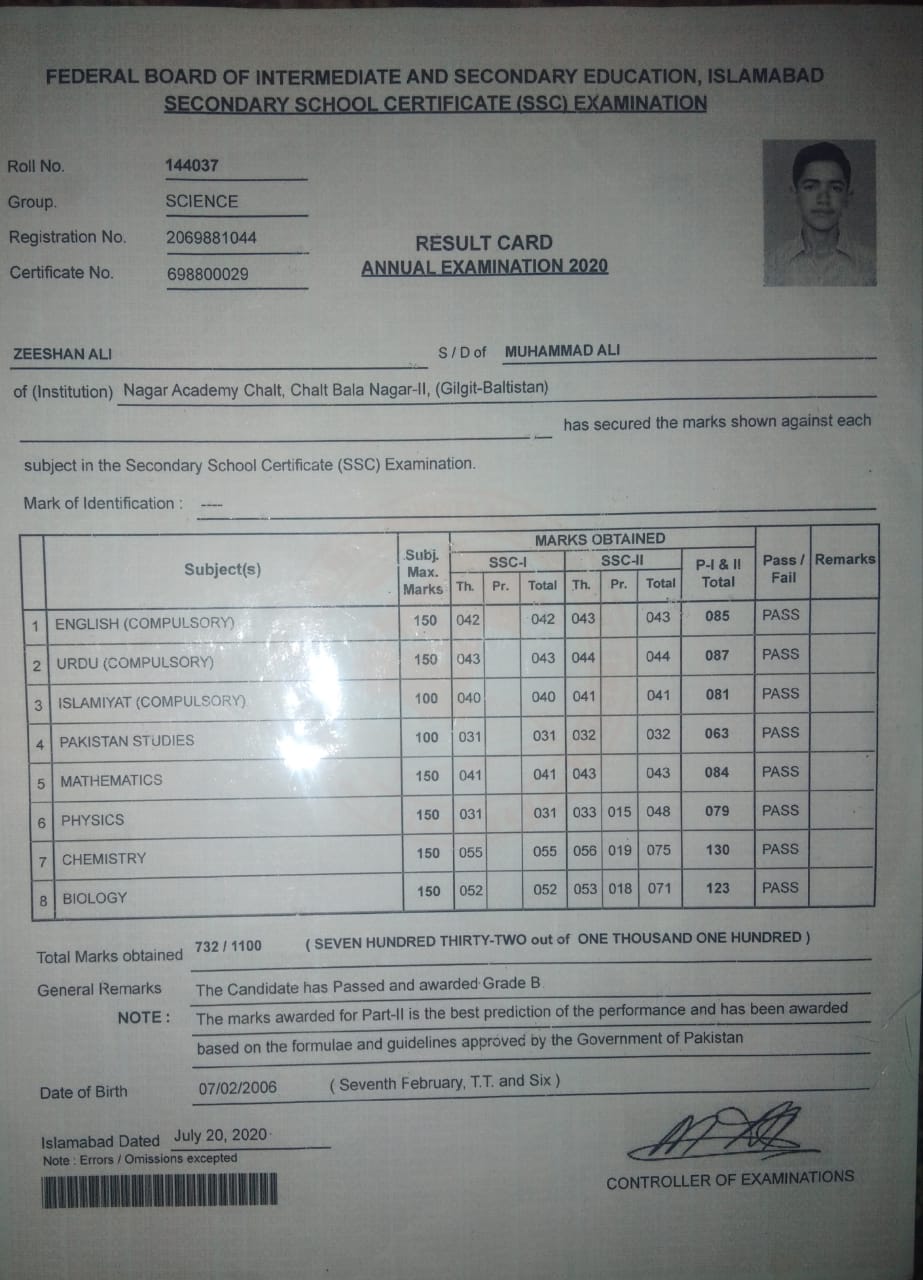 FEDERAL BOARD OF INTERMEDIATE AND SECONDARY EDUCATION, ISLAMABAD
SECONDARY SCHOOL CERTIFICATE (SSC) EXAMINATION
Roll No. 144037
Group. SCIENCE
Registration No. 2069881044
Certificate No. 698800029
RESULT CARD
ANNUAL EXAMINATION 2020
ZEESHAN ALI S / D of MUHAMMAD ALI
of (Institution) Nagar Academy Chalt, Chalt Bala Nagar-II, (Gilgit-Baltistan)
has secured the marks shown against each
subject in the Secondary School Certificate (SSC) Examination.
Mark of Identification : ----
Subject(s) Subj. Max. Marks MARKS OBTAINED Pass / Fail Remarks
SSC-I SSC-II P-I & II Total
Th. Pr. Total Th. Pr. Total
1 ENGLISH (COMPULSORY) 150 042 042 043 043 085 PASS
2 URDU (COMPULSORY) 150 043 043 044 044 087 PASS
3 ISLAMIYAT (COMPULSORY) 100 040 040 041 041 081 PASS
4 PAKISTAN STUDIES 100 031 031 032 032 063 PASS
5 MATHEMATICS 150 041 041 043 043 084 PASS
6 PHYSICS 150 031 031 033 015 048 079 PASS
7 CHEMISTRY 150 055 055 056 019 075 130 PASS
8 BIOLOGY 150 052 052 053 018 071 123 PASS
Total Marks obtained 732 / 1100 ( SEVEN HUNDRED THIRTY-TWO out of ONE THOUSAND ONE HUNDRED )
General Remarks The Candidate has Passed and awarded Grade B
NOTE : The marks awarded for Part-II is the best prediction of the performance and has been awarded
based on the formulae and guidelines approved by the Government of Pakistan
Date of Birth 07/02/2006 ( Seventh February, T.T. and Six )
Islamabad Dated July 20, 2020
Note : Errors / Omissions excepted
CONTROLLER OF EXAMINATIONS